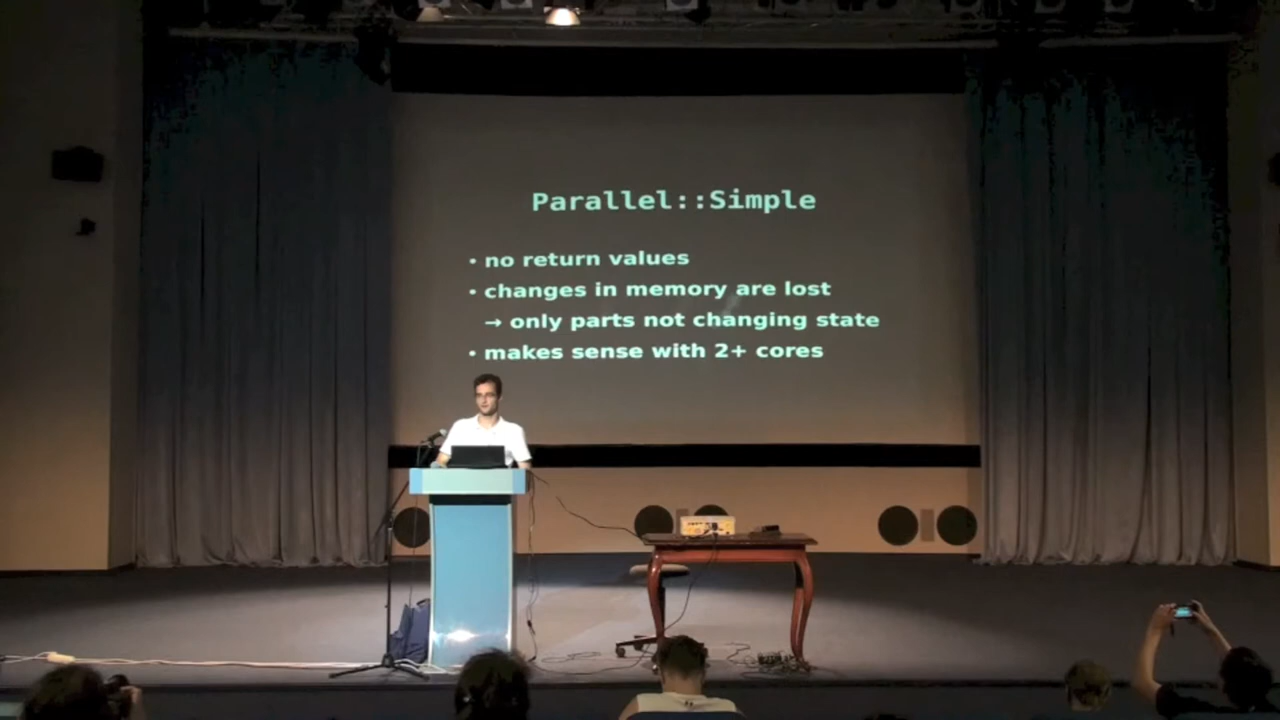 Parallel::Simple
• no return values
• changes in memory are lost
→ only parts not changing state
• makes sense with 2+ cores